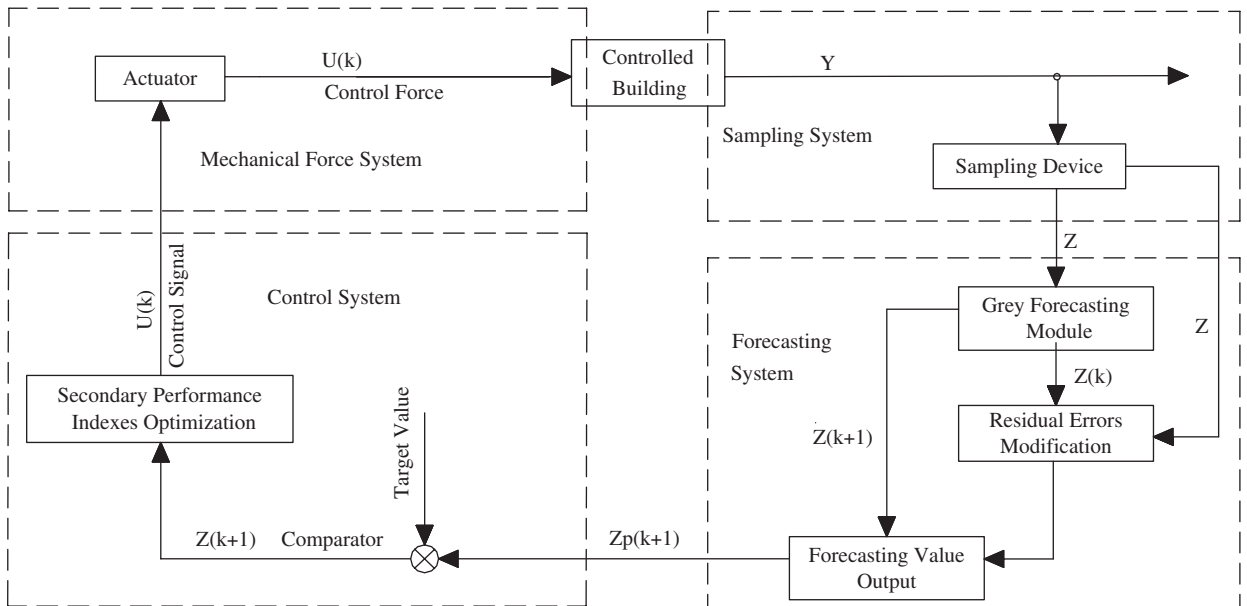 Actuator
U(k)
Control Force
Controlled
Building
Y
Mechanical Force System
Sampling System
Sampling Device
Z
Z
U(k)
Control Signal
Control System
Grey Forecasting
Module
Forecasting
System
Z(k)
Z(k+1)
Residual Errors
Modification
Secondary Performance
Indexes Optimization
Target Value
Z(k+1)
Comparator
Zp(k+1)
Forecasting Value
Output